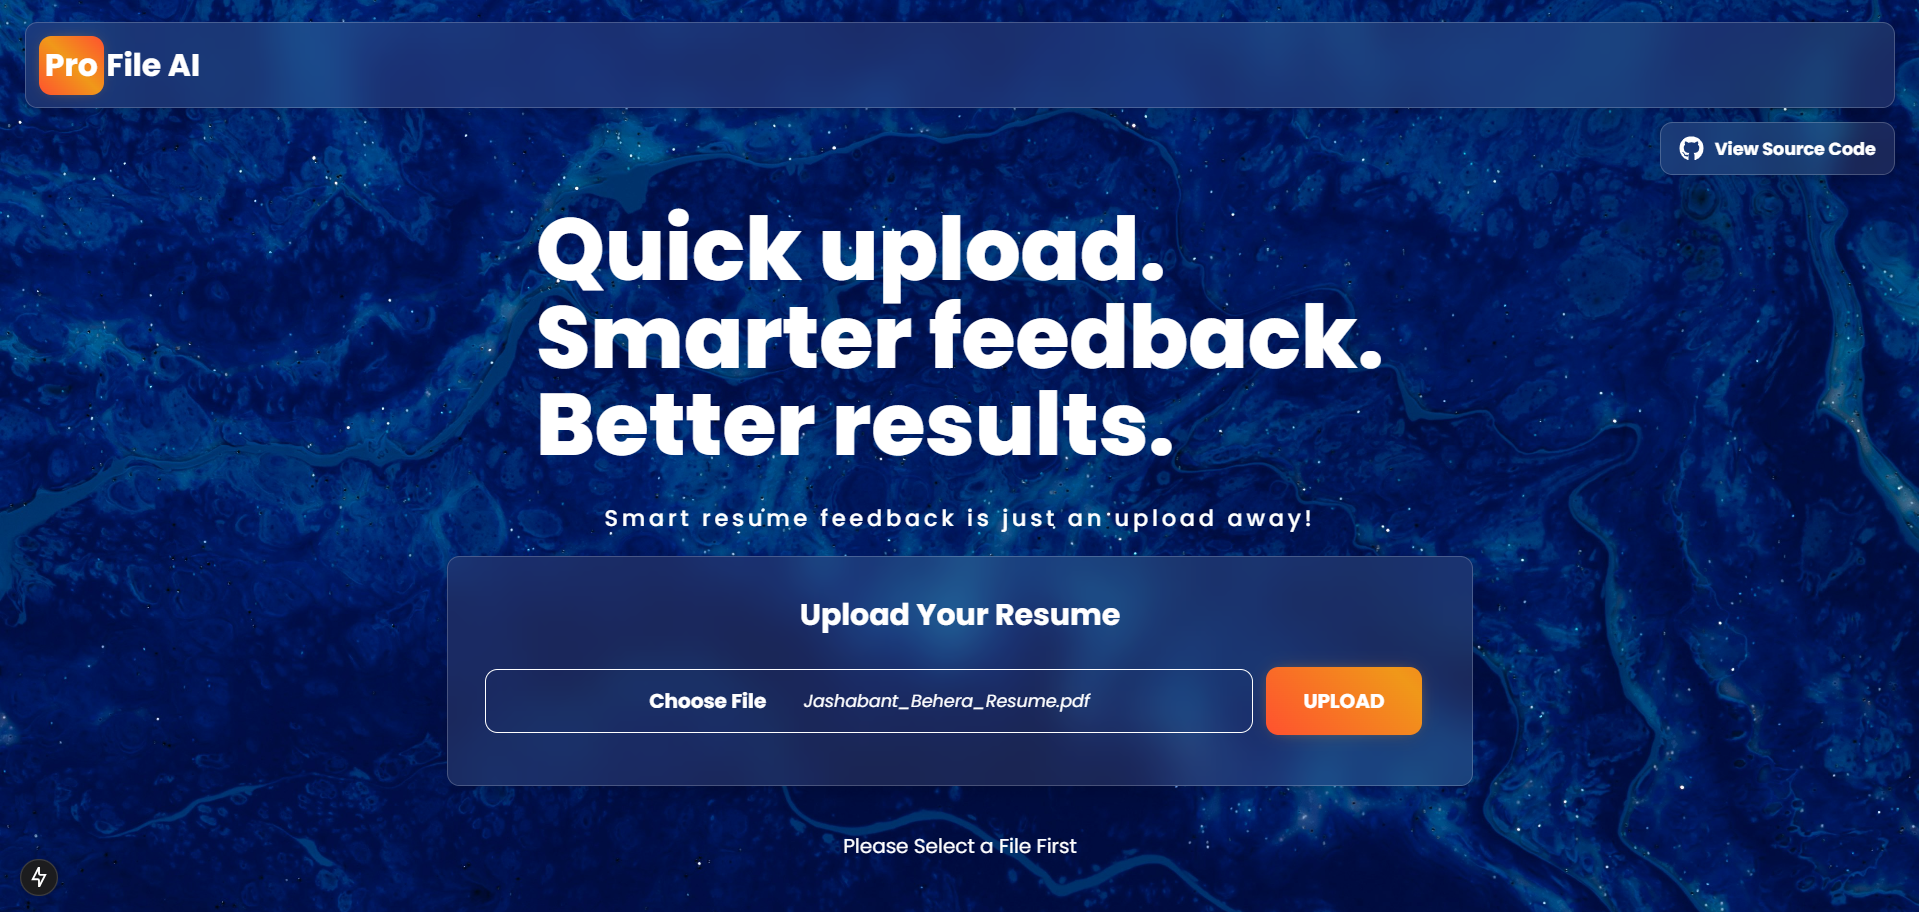 Pro File AI
View Source Code
Quick upload.
Smarter feedback.
Better results.
Smart resume feedback is just an upload away!
Upload Your Resume
Choose File Jashabant_Behera_Resume.pdf
UPLOAD
Please Select a File First